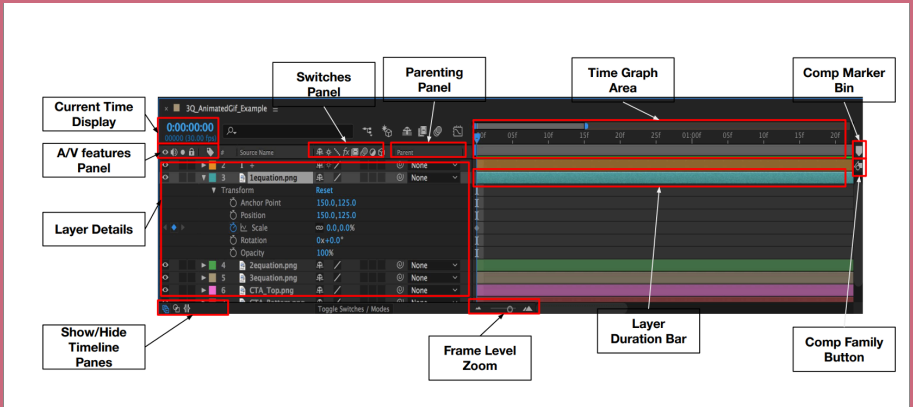 Switches
Panel
Parenting
Panel
Time Graph
Area
Comp Marker
Bin
Current Time
Display
A/V features
Panel
Layer Details
Show/Hide
Timeline
Panes
3Q_AnimatedGif_Example
0:00:00:00
00000 (30.00 fps)
# Source Name Parent
05f 10f 15f 20f 25f 01:00f 05f 10f 15f 20f
2 None
3 1equation.png None
Transform Reset
Anchor Point 150.0,125.0
Position 150.0,125.0
Scale 0.0,0.0%
Rotation 0x+0.0°
Opacity 100%
4 2equation.png None
5 3equation.png None
6 CTA_Top.png None
CTA_Bottom.png
Toggle Switches / Modes
Frame Level
Zoom
Layer
Duration Bar
Comp Family
Button